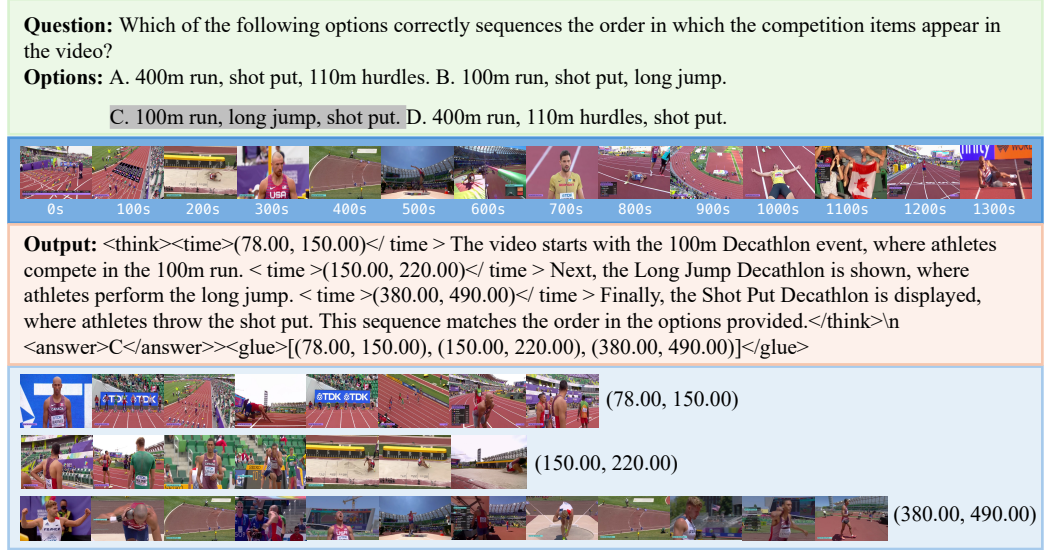 Question: Which of the following options correctly sequences the order in which the competition items appear in
the video?
Options: A. 400m run, shot put, 110m hurdles. B. 100m run, shot put, long jump.
C. 100m run, long jump, shot put. D. 400m run, 110m hurdles, shot put.
0s 100s 200s 300s 400s 500s 600s 700s 800s 900s 1000s 1100s 1200s 1300s
Output: <think><time>(78.00, 150.00)</ time > The video starts with the 100m Decathlon event, where athletes
compete in the 100m run. < time >(150.00, 220.00)</ time > Next, the Long Jump Decathlon is shown, where
athletes perform the long jump. < time >(380.00, 490.00)</ time > Finally, the Shot Put Decathlon is displayed,
where athletes throw the shot put. This sequence matches the order in the options provided.</think>\n
<answer>C</answer>><glue>[(78.00, 150.00), (150.00, 220.00), (380.00, 490.00)]</glue>
&TDK &TDK &TDK &TDK
(78.00, 150.00)
(150.00, 220.00)
(380.00, 490.00)